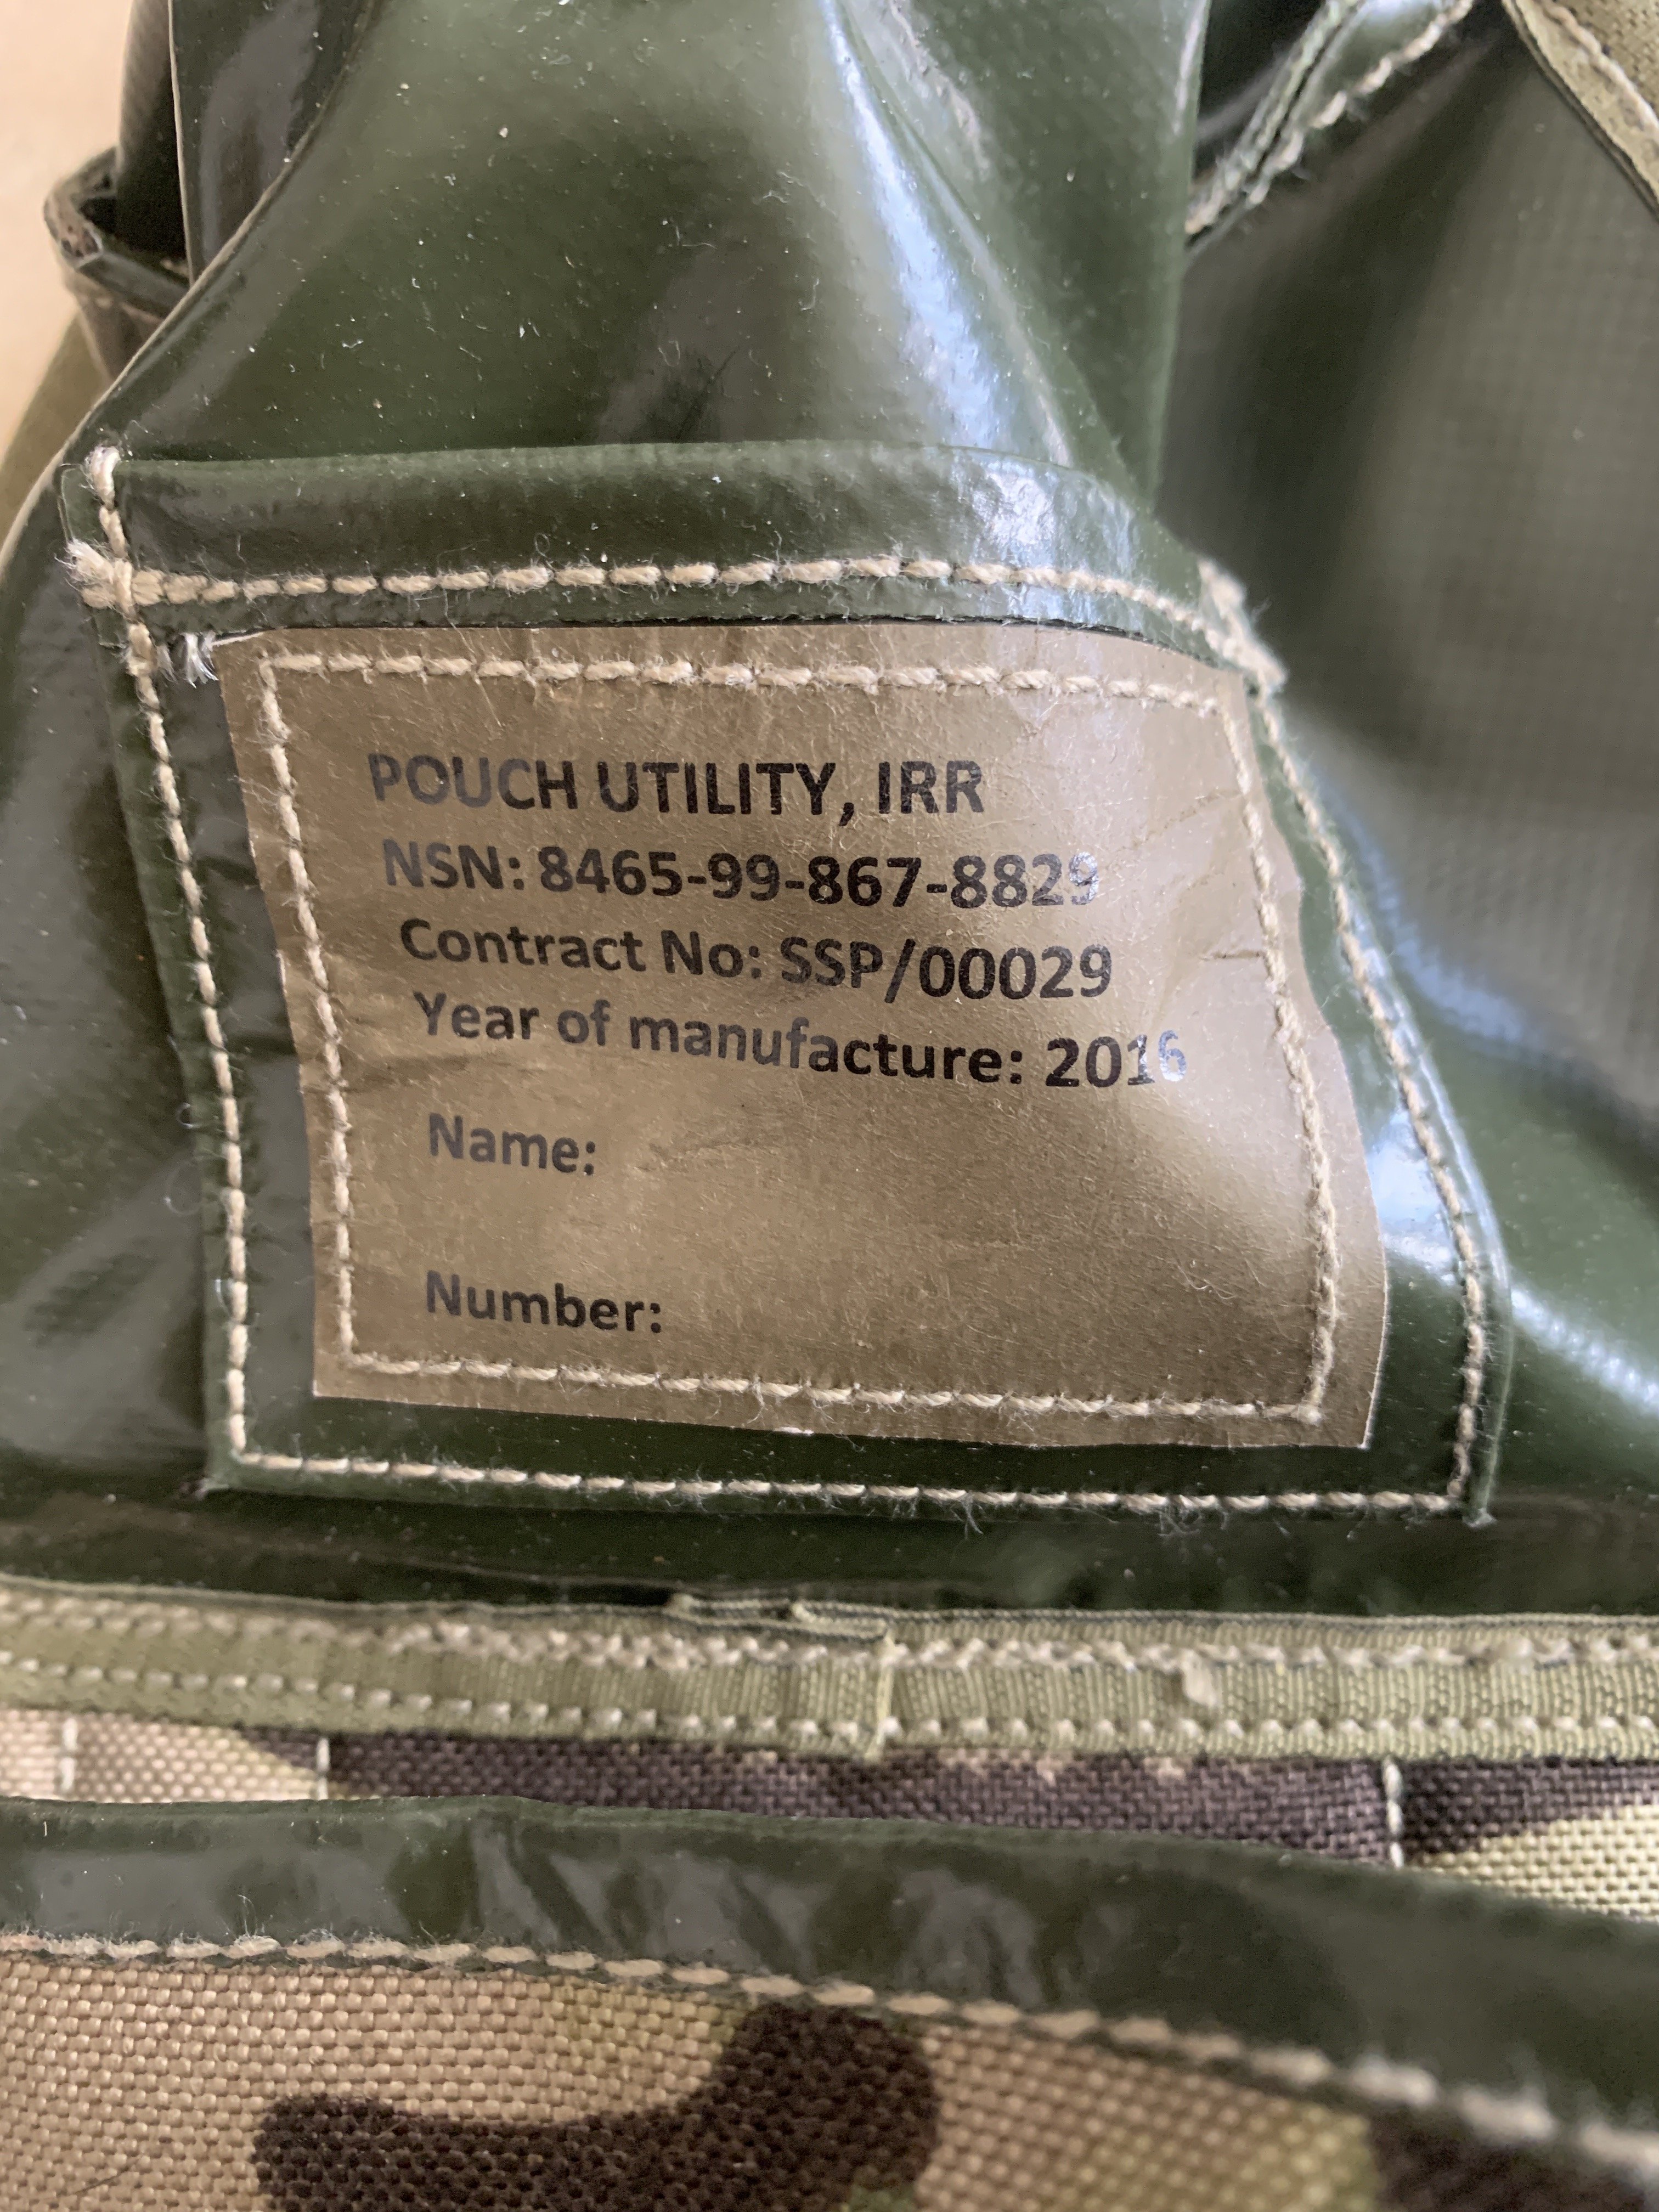 POUCH UTILITY, IRR
NSN: 8465-99-867-8829
Contract No: SSP/00029
Year of manufacture: 2016
Name:
Number: